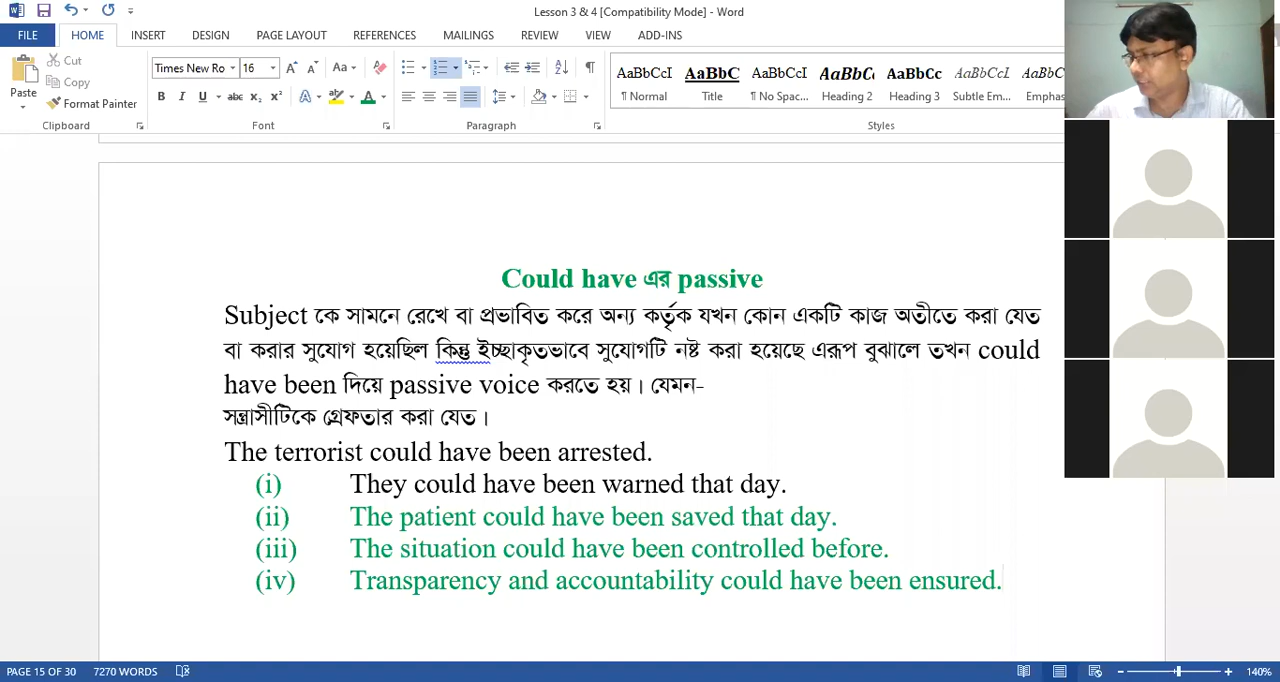 Lesson 3 & 4 [Compatibility Mode] - Word
FILE HOME INSERT DESIGN PAGE LAYOUT REFERENCES MAILINGS REVIEW VIEW ADD-INS
Paste
Cut
Copy
Format Painter
Times New Ro 16
AaBbCcI AaBbC AaBbCcI AaBbC AaBbCc AaBbCcL AaBbC
¶ Normal Title ¶ No Spac... Heading 2 Heading 3 Subtle Em... Emphas
Clipboard Font Paragraph Styles
Could have এর passive
Subject কে সামনে রেখে বা প্রভাবিত করে অন্য কর্তৃক যখন কোন একটি কাজ অতীতে করা যেত
বা করার সুযোগ হয়েছিল কিন্তু ইচ্ছাকৃতভাবে সুযোগটি নষ্ট করা হয়েছে এরূপ বুঝালে তখন could
have been দিয়ে passive voice করতে হয়। যেমন-
সন্ত্রাসীটিকে গ্রেফতার করা যেত।
The terrorist could have been arrested.
(i) They could have been warned that day.
(ii) The patient could have been saved that day.
(iii) The situation could have been controlled before.
(iv) Transparency and accountability could have been ensured.
PAGE 15 OF 30 7270 WORDS 140%